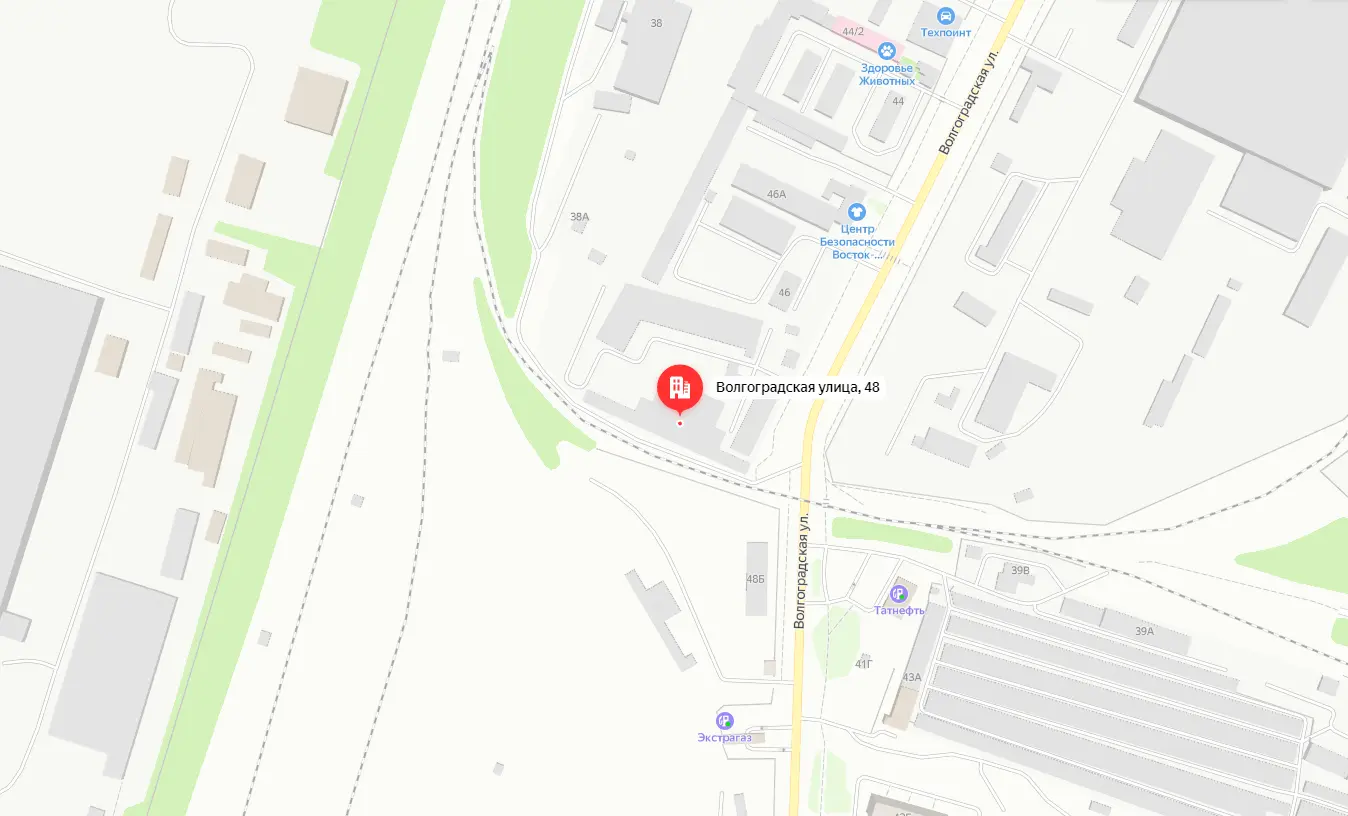 38
44/2
Техпоинт
Здоровье
Животных
44
Волгоградская ул.
46А
38А
Центр
Безопасности
Восток-...
46
Волгоградская улица, 48
Волгоградская ул.
48Б
39В
Татнефть
39А
41Г
43А
Экстрагаз